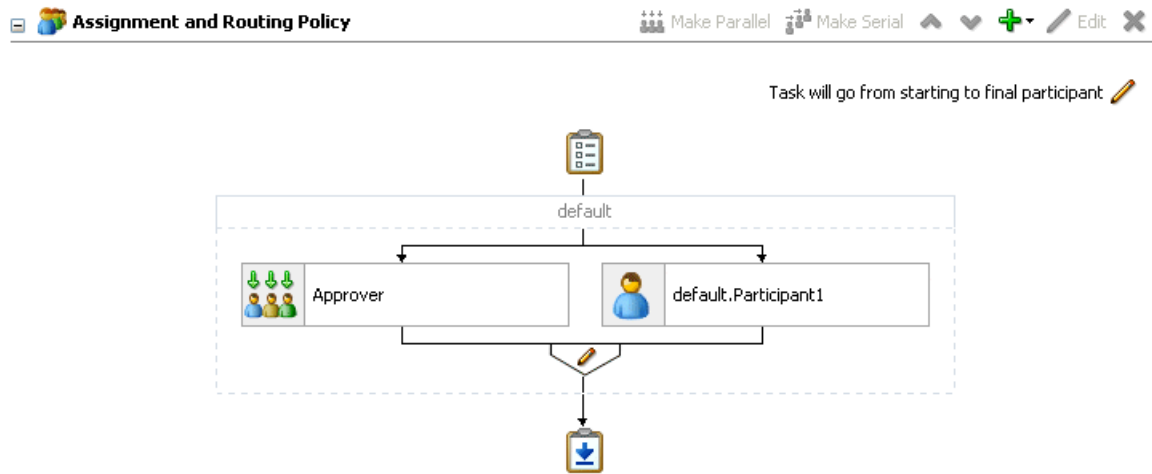 Assignment and Routing Policy
Make Parallel Make Serial Edit
Task will go from starting to final participant
default
Approver default.Participant1